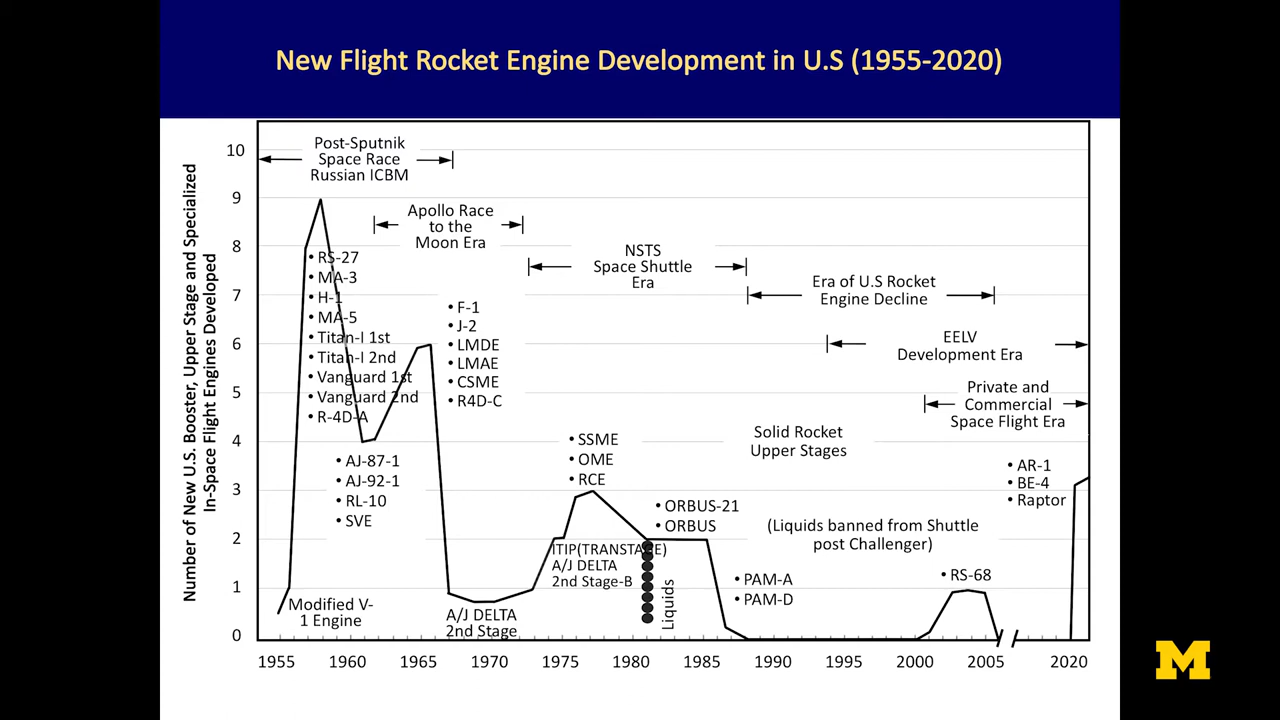 New Flight Rocket Engine Development in U.S (1955-2020)
Number of New U.S. Booster, Upper Stage and Specialized
In-Space Flight Engines Developed
10
9
8
7
6
5
4
3
2
1
0
Post-Sputnik
Space Race
Russian ICBM
Apollo Race
to the
Moon Era
NSTS
Space Shuttle
Era
Era of U.S Rocket
Engine Decline
EELV
Development Era
Private and
Commercial
Space Flight Era
• RS-27
• MA-3
• H-1
• MA-5
• Titan-I 1st
• Titan-I 2nd
• Vanguard 1st
• Vanguard 2nd
• R-4D-A
• F-1
• J-2
• LMDE
• LMAE
• CSME
• R4D-C
• AJ-87-1
• AJ-92-1
• RL-10
• SVE
• SSME
• OME
• RCE
Solid Rocket
Upper Stages
• AR-1
• BE-4
• Raptor
• ORBUS-21
• ORBUS
(Liquids banned from Shuttle
post Challenger)
ITIP(TRANSTAGE)
A/J DELTA
2nd Stage-B
Liquids
• PAM-A
• PAM-D
• RS-68
Modified V-
1 Engine
A/J DELTA
2nd Stage
1955 1960 1965 1970 1975 1980 1985 1990 1995 2000 2005 2020
M